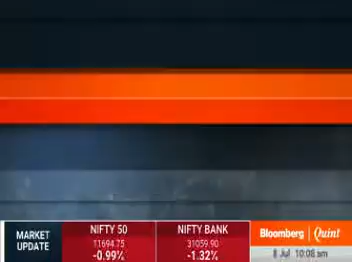 MARKET
UPDATE
NIFTY 50
11694.75
-0.99%
NIFTY BANK
31059.90
-1.32%
Bloomberg | Quint
8 Jul 10:08 am